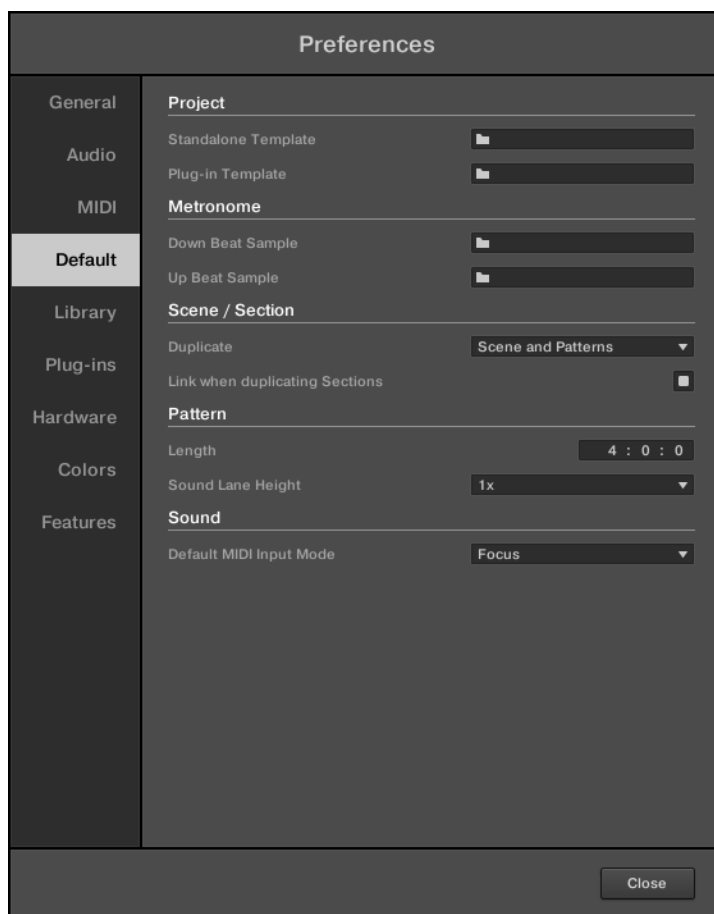 Preferences
General
Audio
MIDI
Default
Library
Plug-ins
Hardware
Colors
Features
Project
Standalone Template
Plug-in Template
Metronome
Down Beat Sample
Up Beat Sample
Scene / Section
Duplicate Scene and Patterns
Link when duplicating Sections
Pattern
Length 4 : 0 : 0
Sound Lane Height 1x
Sound
Default MIDI Input Mode Focus
Close